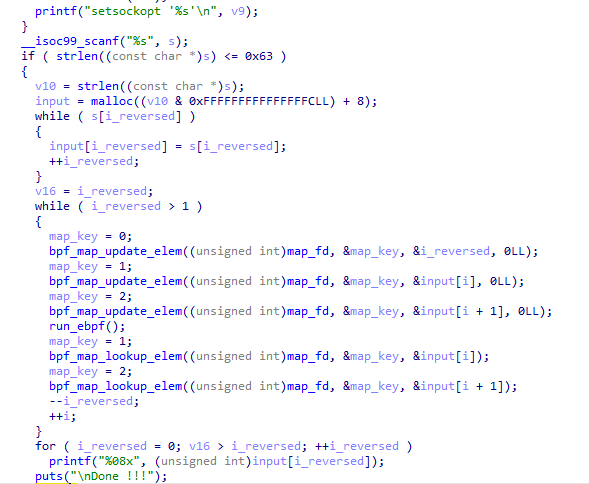 printf("setsockopt '%s'\n", v9);
}
__isoc99_scanf("%s", s);
if ( strlen((const char *)s) <= 0x63 )
{
v10 = strlen((const char *)s);
input = malloc((v10 & 0xFFFFFFFFFFFFFFFCLL) + 8);
while ( s[i_reversed] )
{
input[i_reversed] = s[i_reversed];
++i_reversed;
}
v16 = i_reversed;
while ( i_reversed > 1 )
{
map_key = 0;
bpf_map_update_elem((unsigned int)map_fd, &map_key, &i_reversed, 0LL);
map_key = 1;
bpf_map_update_elem((unsigned int)map_fd, &map_key, &input[i], 0LL);
map_key = 2;
bpf_map_update_elem((unsigned int)map_fd, &map_key, &input[i + 1], 0LL);
run_ebpf();
map_key = 1;
bpf_map_lookup_elem((unsigned int)map_fd, &map_key, &input[i]);
map_key = 2;
bpf_map_lookup_elem((unsigned int)map_fd, &map_key, &input[i + 1]);
--i_reversed;
++i;
}
for ( i_reversed = 0; v16 > i_reversed; ++i_reversed )
printf("%08x", (unsigned int)input[i_reversed]);
puts("\nDone !!!");